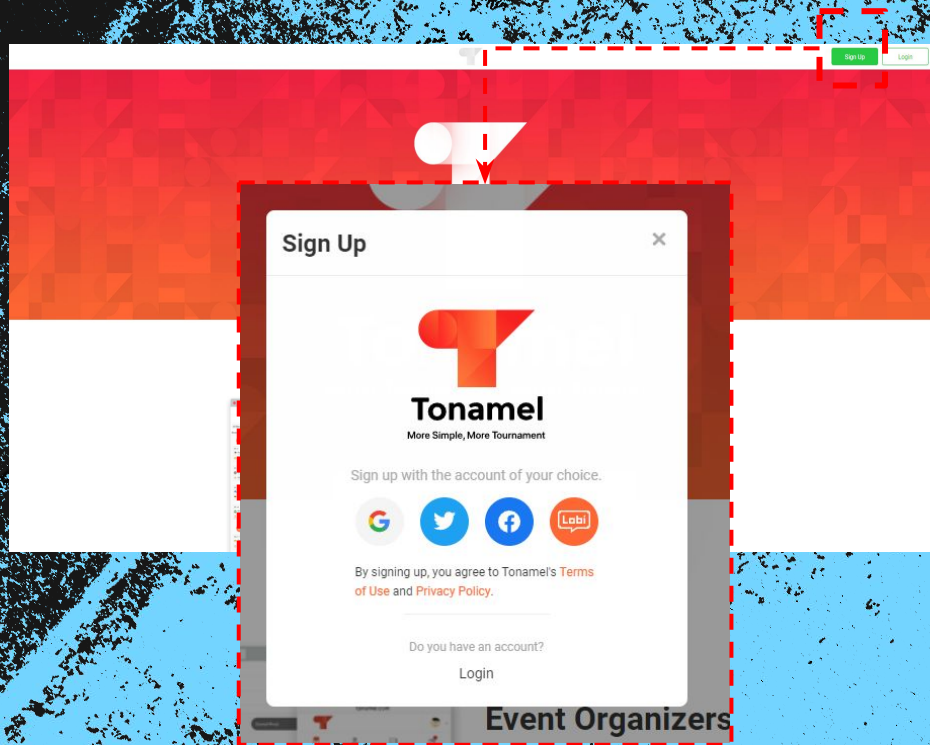 Sign Up
Login
Sign Up
×
Tonamel
More Simple, More Tournament
Sign up with the account of your choice.
Lobi
By signing up, you agree to Tonamel's Terms
of Use and Privacy Policy.
Do you have an account?
Login
Event Organizers